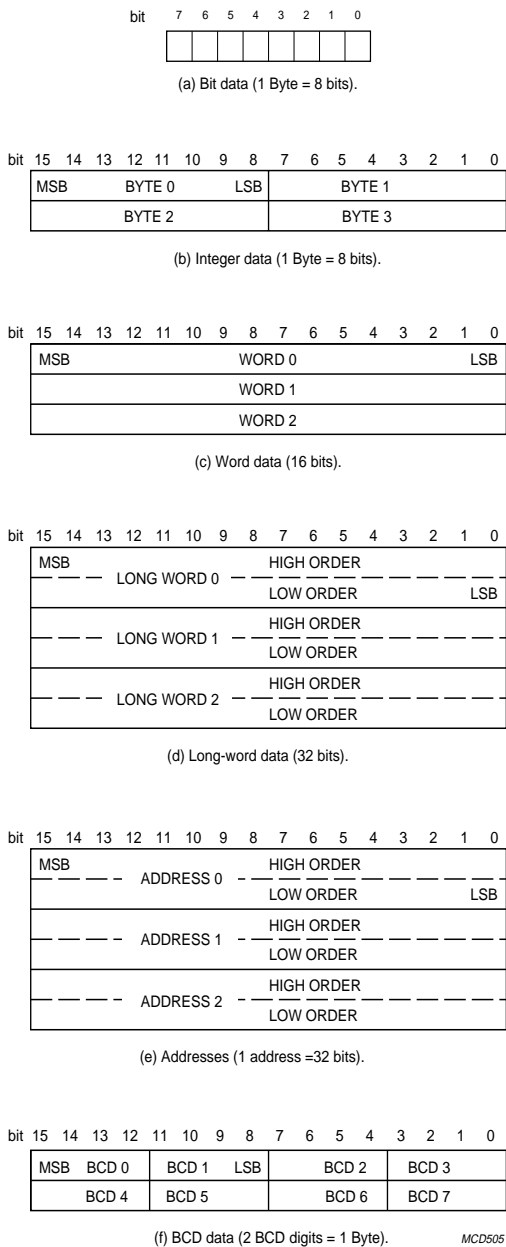 bit 7 6 5 4 3 2 1 0
(a) Bit data (1 Byte = 8 bits).
bit 15 14 13 12 11 10 9 8 7 6 5 4 3 2 1 0
MSB BYTE 0 LSB BYTE 1
BYTE 2 BYTE 3
(b) Integer data (1 Byte = 8 bits).
bit 15 14 13 12 11 10 9 8 7 6 5 4 3 2 1 0
MSB WORD 0 LSB
WORD 1
WORD 2
(c) Word data (16 bits).
bit 15 14 13 12 11 10 9 8 7 6 5 4 3 2 1 0
MSB HIGH ORDER
LONG WORD 0
LOW ORDER LSB
HIGH ORDER
LONG WORD 1
LOW ORDER
HIGH ORDER
LONG WORD 2
LOW ORDER
(d) Long-word data (32 bits).
bit 15 14 13 12 11 10 9 8 7 6 5 4 3 2 1 0
MSB HIGH ORDER
ADDRESS 0
LOW ORDER LSB
HIGH ORDER
ADDRESS 1
LOW ORDER
HIGH ORDER
ADDRESS 2
LOW ORDER
(e) Addresses (1 address =32 bits).
bit 15 14 13 12 11 10 9 8 7 6 5 4 3 2 1 0
MSB BCD 0 BCD 1 LSB BCD 2 BCD 3
BCD 4 BCD 5 BCD 6 BCD 7
(f) BCD data (2 BCD digits = 1 Byte). MCD505